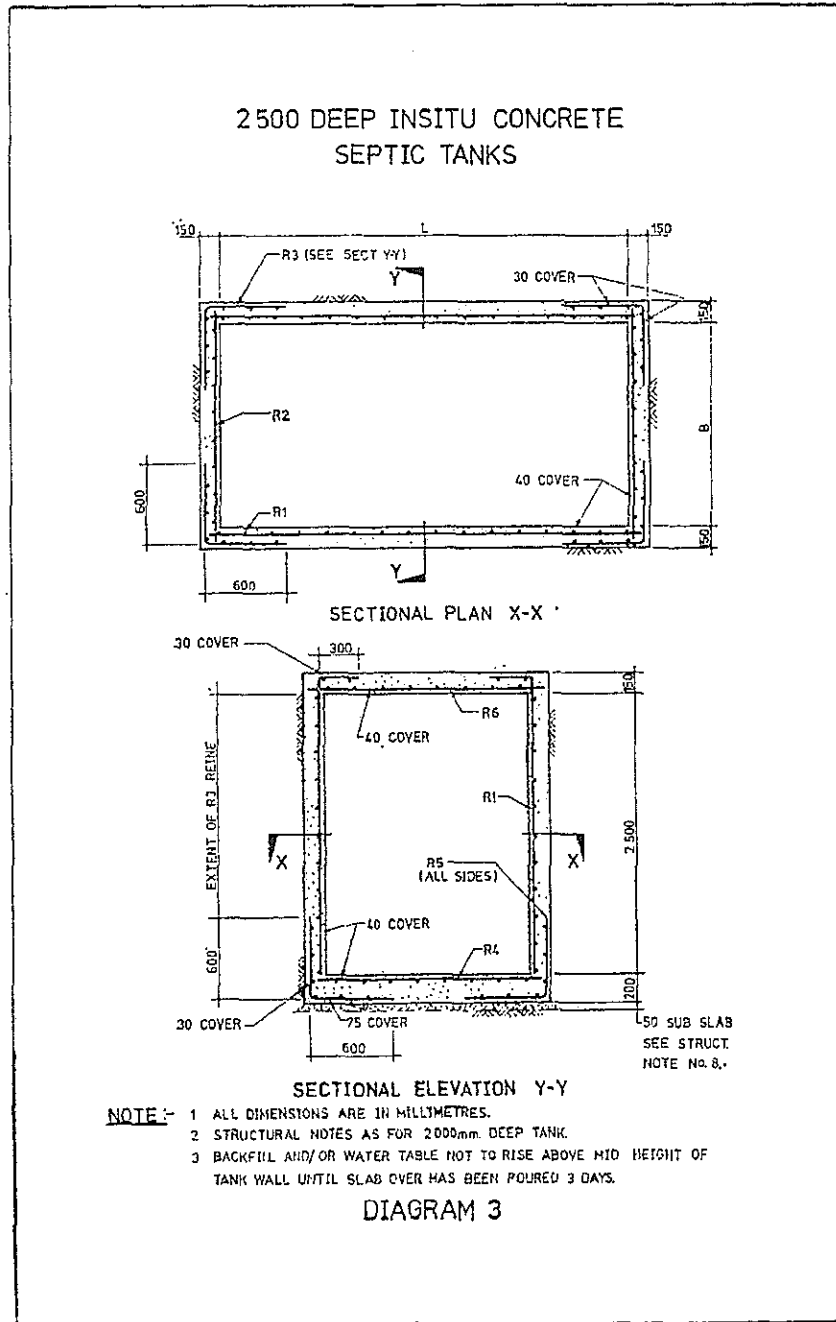 2500 DEEP INSITU CONCRETE
SEPTIC TANKS
150
L
150
R3 (SEE SECT Y-Y)
Y
30 COVER
150
R2
B
600
R1
40 COVER
150
600
Y
SECTIONAL PLAN X-X
30 COVER
300
150
R6
40 COVER
EXTENT OF R3 REINF
R1
2 500
X
R5
(ALL SIDES)
X
40 COVER
600
R4
200
30 COVER
75 COVER
600
50 SUB SLAB
SEE STRUCT.
NOTE No. 8.
SECTIONAL ELEVATION Y-Y
NOTE:- 1 ALL DIMENSIONS ARE IN MILLIMETRES.
2 STRUCTURAL NOTES AS FOR 2000mm. DEEP TANK.
3 BACKFILL AND/OR WATER TABLE NOT TO RISE ABOVE MID HEIGHT OF
TANK WALL UNTIL SLAB OVER HAS BEEN POURED 3 DAYS.
DIAGRAM 3